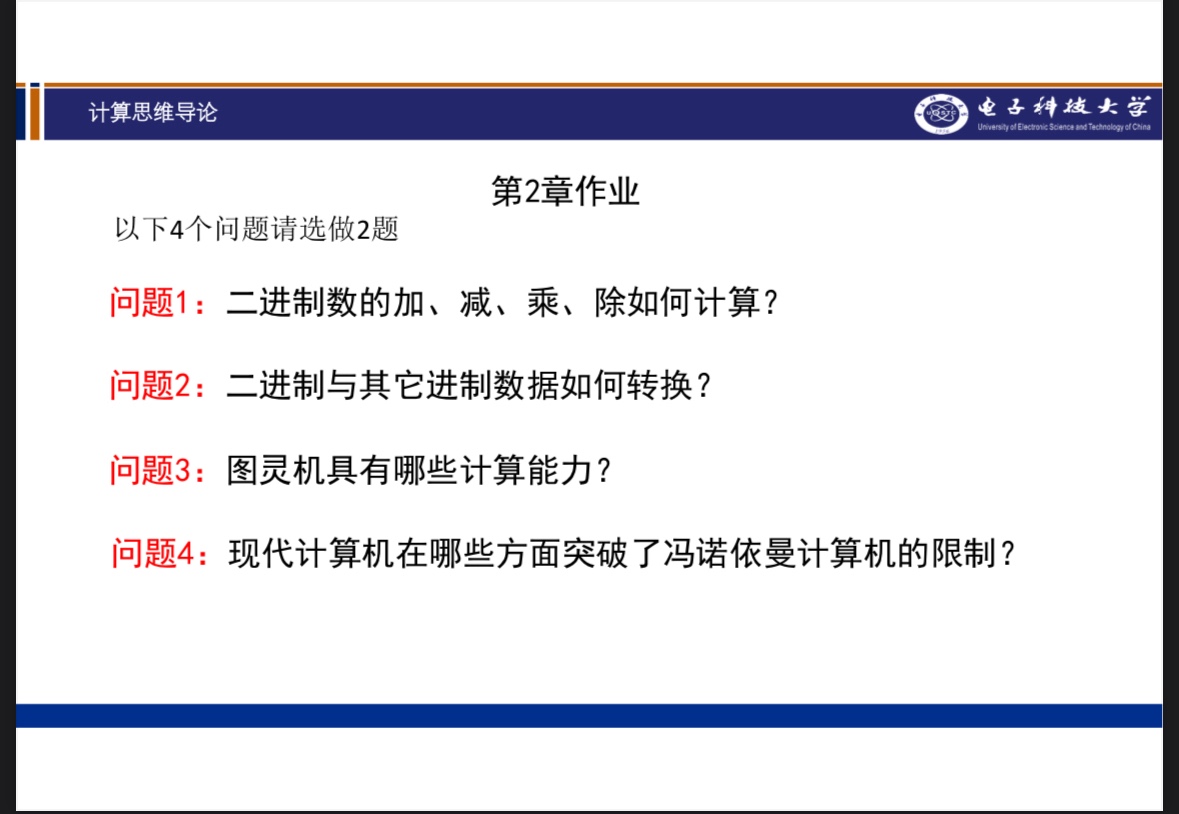 计算思维导论
电子科技大学
University of Electronic Science and Technology of China
第2章作业
以下4个问题请选做2题
问题1：二进制数的加、减、乘、除如何计算？
问题2：二进制与其它进制数据如何转换？
问题3：图灵机具有哪些计算能力？
问题4：现代计算机在哪些方面突破了冯诺依曼计算机的限制？